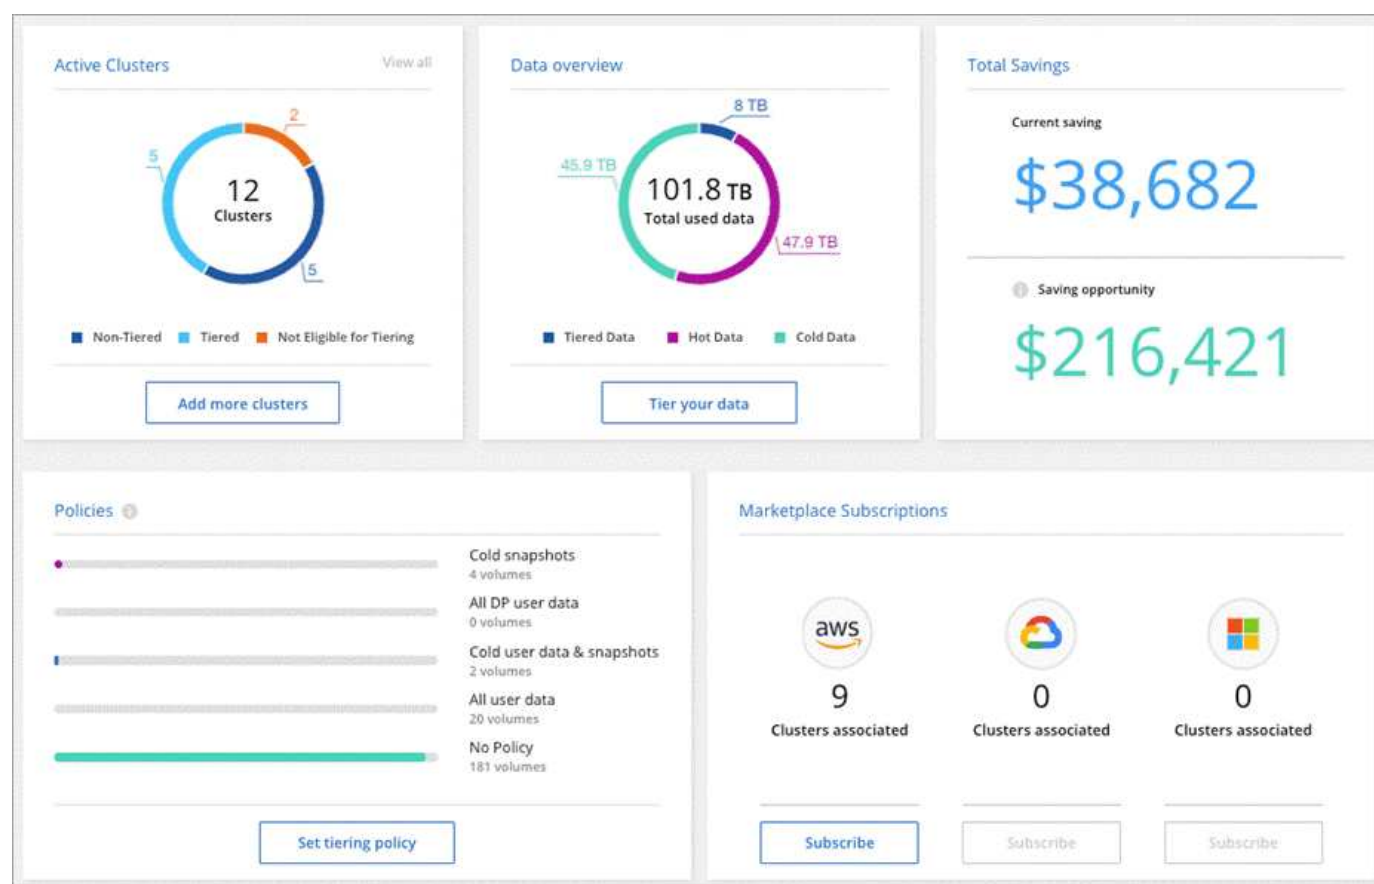 Active Clusters
View all
2
5
12
Clusters
5
Non-Tiered
Tiered
Not Eligible for Tiering
Add more clusters
Data overview
8 TB
45.9 TB
101.8 TB
Total used data
47.9 TB
Tiered Data
Hot Data
Cold Data
Tier your data
Total Savings
Current saving
$38,682
Saving opportunity
$216,421
Policies
Cold snapshots
4 volumes
All DP user data
0 volumes
Cold user data & snapshots
2 volumes
All user data
20 volumes
No Policy
181 volumes
Set tiering policy
Marketplace Subscriptions
aws
9
Clusters associated
Subscribe
0
Clusters associated
Subscribe
0
Clusters associated
Subscribe